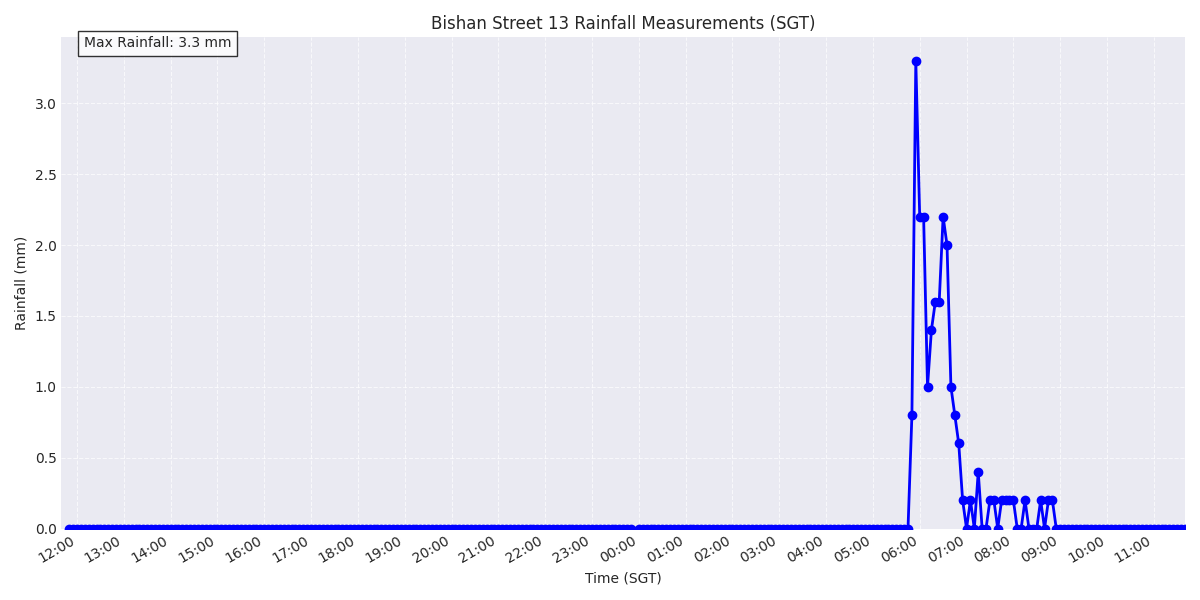 Bishan Street 13 Rainfall Measurements (SGT)
Max Rainfall: 3.3 mm
Rainfall (mm)
3.0
2.5
2.0
1.5
1.0
0.5
0.0
12:00 13:00 14:00 15:00 16:00 17:00 18:00 19:00 20:00 21:00 22:00 23:00 00:00 01:00 02:00 03:00 04:00 05:00 06:00 07:00 08:00 09:00 10:00 11:00
Time (SGT)